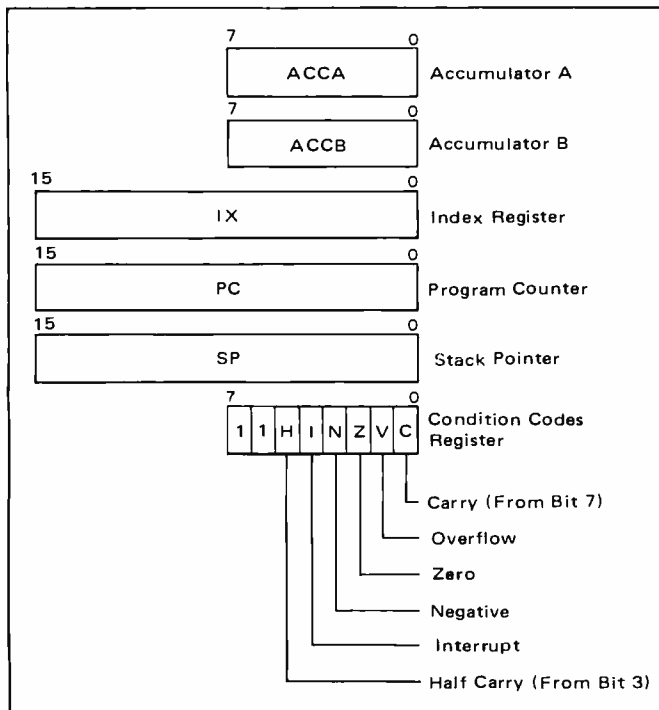 7 0
ACCA Accumulator A
7 0
ACCB Accumulator B
15 0
IX Index Register
15 0
PC Program Counter
15 0
SP Stack Pointer
7 0
1 1 H I N Z V C Condition Codes
Register
Carry (From Bit 7)
Overflow
Zero
Negative
Interrupt
Half Carry (From Bit 3)